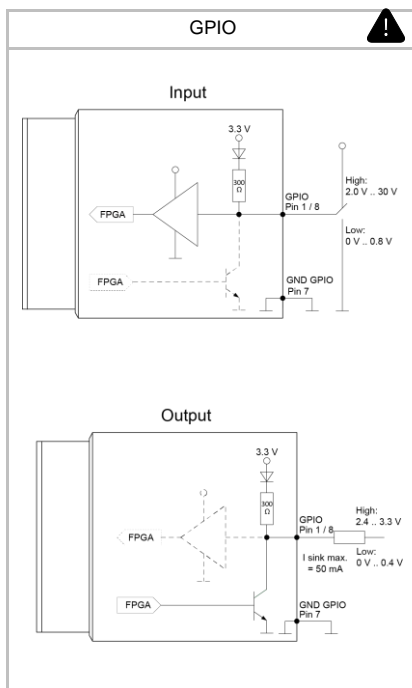 GPIO
!
Input
3.3 V
300
Ω
GPIO
Pin 1 / 8
High:
2.0 V .. 30 V
Low:
0 V .. 0.8 V
FPGA
FPGA
GND GPIO
Pin 7
Output
3.3 V
300
Ω
GPIO
Pin 1 / 8
High:
2.4 .. 3.3 V
FPGA
I sink max.
= 50 mA
Low:
0 V .. 0.4 V
FPGA
GND GPIO
Pin 7